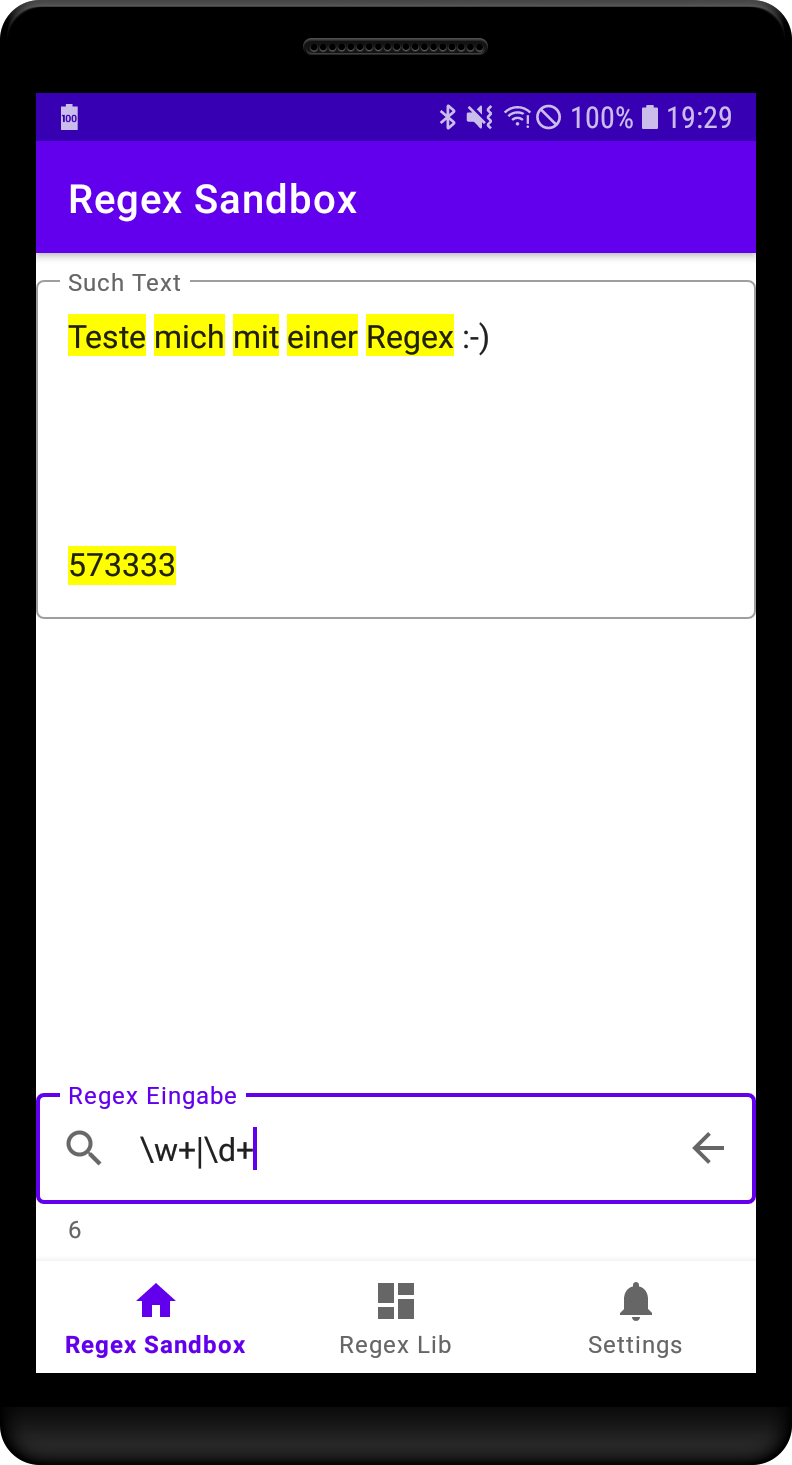 100 100% 19:29
Regex Sandbox
Such Text
Teste mich mit einer Regex :-)
573333
Regex Eingabe
\w+|\d+
6
Regex Sandbox Regex Lib Settings